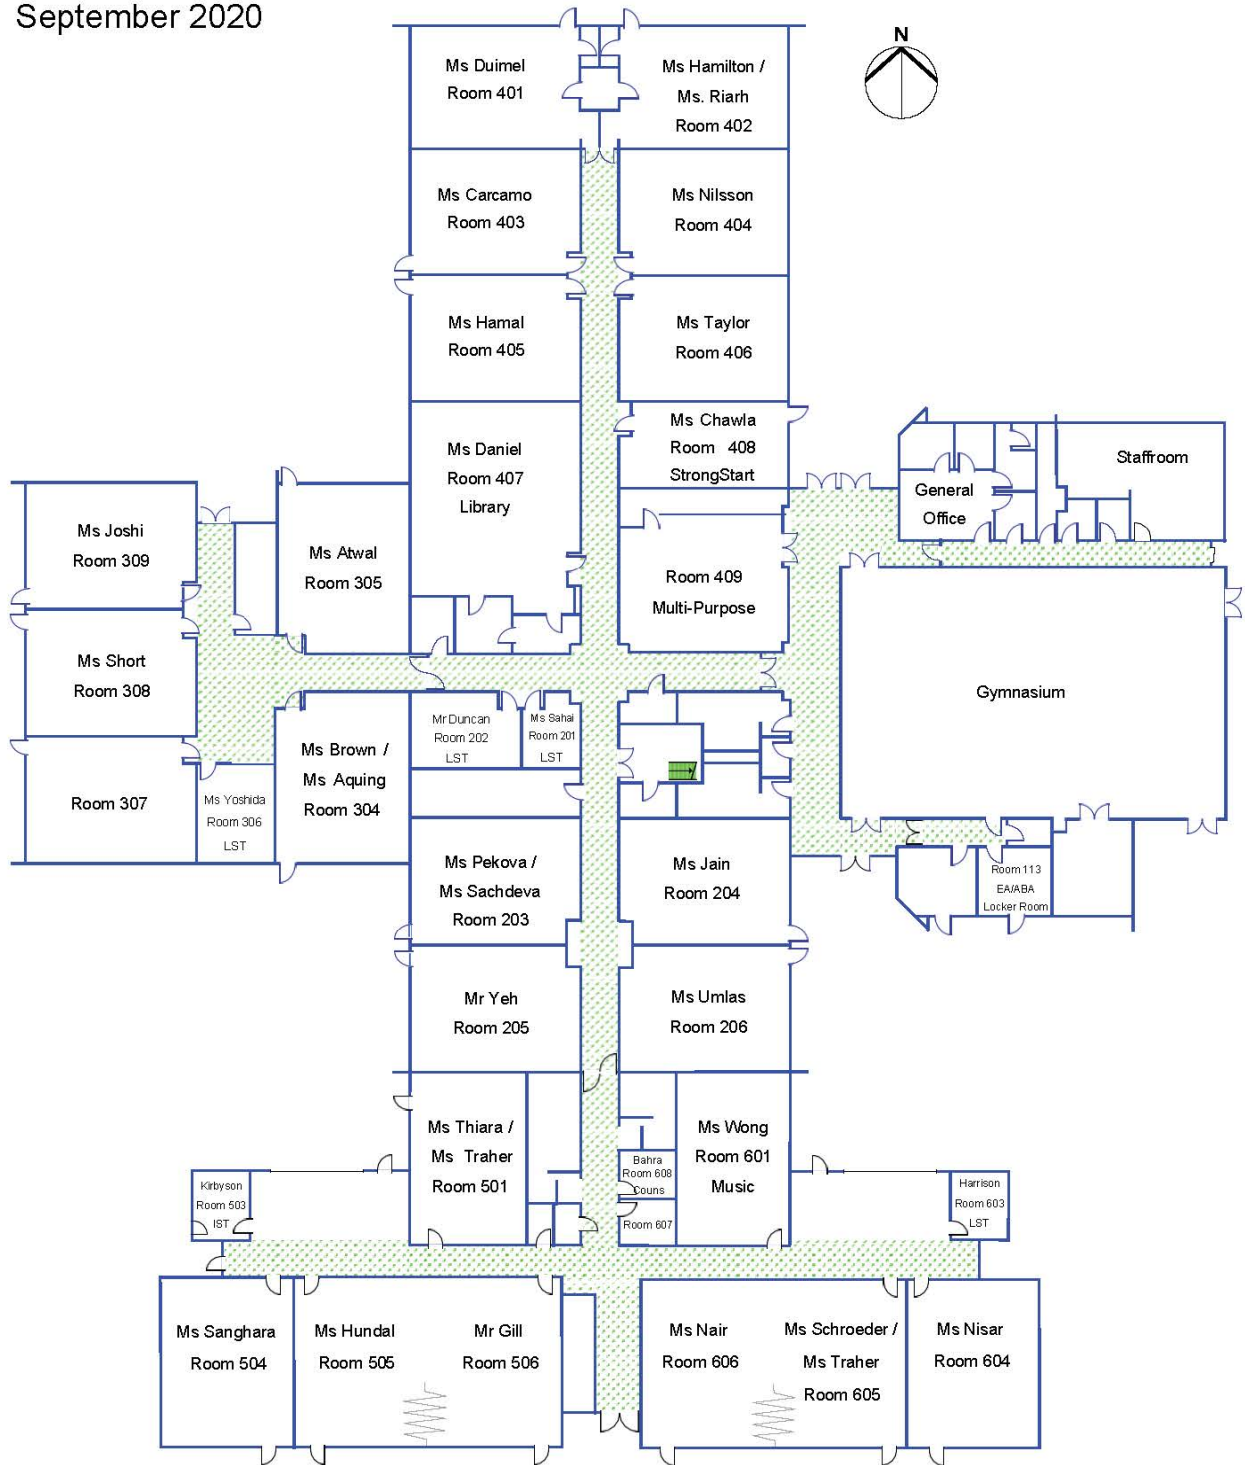 September 2020
N
Ms Duimel
Room 401
Ms Hamilton /
Ms. Riarh
Room 402
Ms Carcamo
Room 403
Ms Nilsson
Room 404
Ms Hamal
Room 405
Ms Taylor
Room 406
Ms Chawla
Room 408
StrongStart
Ms Daniel
Room 407
Library
Staffroom
General
Office
Ms Joshi
Room 309
Ms Atwal
Room 305
Room 409
Multi-Purpose
Ms Short
Room 308
Gymnasium
Mr Duncan
Room 202
LST
Ms Sahai
Room 201
LST
Ms Brown /
Ms Aquing
Room 304
Room 307
Ms Yoshida
Room 306
LST
Ms Pekova /
Ms Sachdeva
Room 203
Ms Jain
Room 204
Room 113
EA/ABA
Locker Room
Mr Yeh
Room 205
Ms Umlas
Room 206
Ms Thiara /
Ms Traher
Room 501
Ms Wong
Room 601
Music
Bahra
Room 608
Couns
Room 607
Kirbyson
Room 503
IST
Harrison
Room 603
LST
Ms Sanghara
Room 504
Ms Hundal
Room 505
Mr Gill
Room 506
Ms Nair
Room 606
Ms Schroeder /
Ms Traher
Room 605
Ms Nisar
Room 604